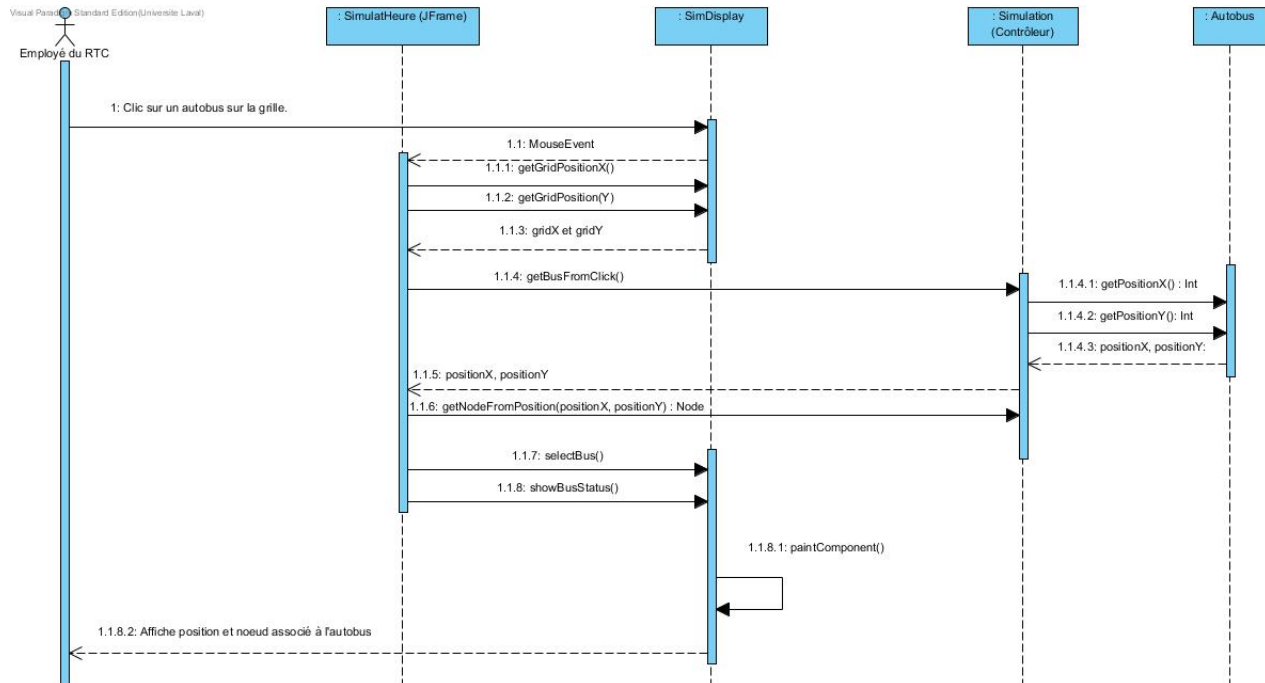 Visual Paradigm Standard Edition(Universite Laval)
Employé du RTC
: SimulatHeure (JFrame)
: SimDisplay
: Simulation
(Contrôleur)
: Autobus
1: Clic sur un autobus sur la grille.
1.1: MouseEvent
1.1.1: getGridPositionX()
1.1.2: getGridPosition(Y)
1.1.3: gridX et gridY
1.1.4: getBusFromClick()
1.1.4.1: getPositionX() : Int
1.1.4.2: getPositionY(): Int
1.1.4.3: positionX, positionY:
1.1.5: positionX, positionY
1.1.6: getNodeFromPosition(positionX, positionY) : Node
1.1.7: selectBus()
1.1.8: showBusStatus()
1.1.8.1: paintComponent()
1.1.8.2: Affiche position et noeud associé à l'autobus